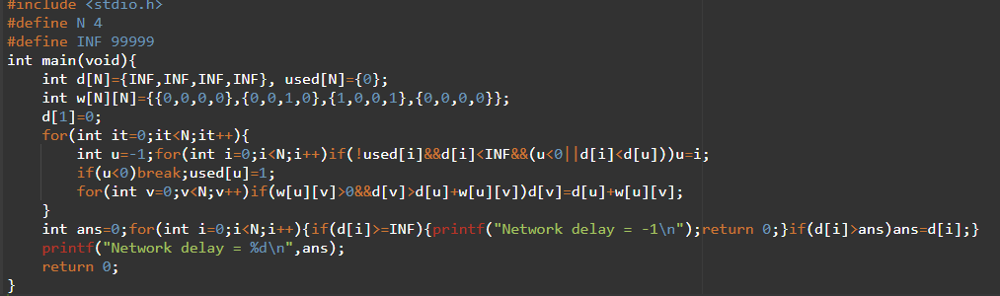 #include <stdio.h>
#define N 4
#define INF 99999
int main(void){
    int d[N]={INF,INF,INF,INF}, used[N]={0};
    int w[N][N]={{0,0,0,0},{0,0,1,0},{1,0,0,1},{0,0,0,0}};
    d[1]=0;
    for(int it=0;it<N;it++){
        int u=-1;for(int i=0;i<N;i++)if(!used[i]&&d[i]<INF&&(u<0||d[i]<d[u]))u=i;
        if(u<0)break;used[u]=1;
        for(int v=0;v<N;v++)if(w[u][v]>0&&d[v]>d[u]+w[u][v])d[v]=d[u]+w[u][v];
    }
    int ans=0;for(int i=0;i<N;i++){if(d[i]>=INF){printf("Network delay = -1\n");return 0;}if(d[i]>ans)ans=d[i];}
    printf("Network delay = %d\n",ans);
    return 0;
}